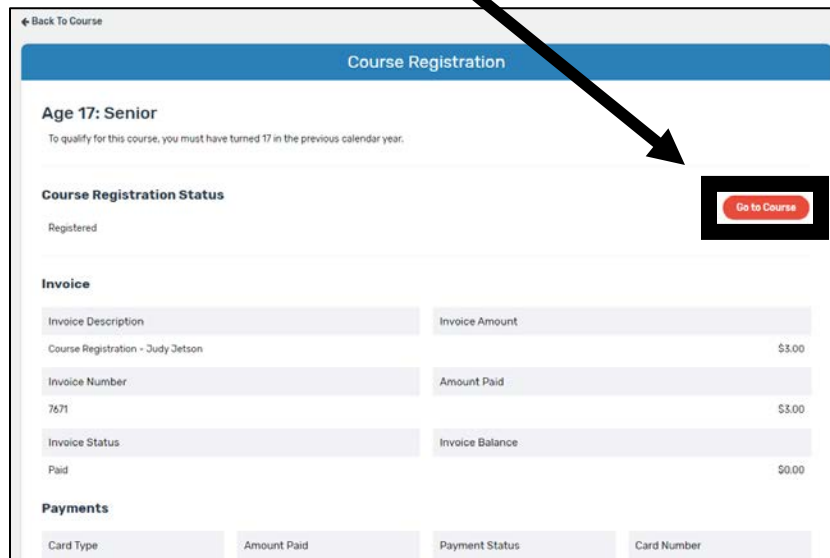 Back To Course
Course Registration
Age 17: Senior
To qualify for this course, you must have turned 17 in the previous calendar year.
Course Registration Status
Go to Course
Registered
Invoice
Invoice Description Invoice Amount
Course Registration - Judy Jetson $3.00
Invoice Number Amount Paid
7671 $3.00
Invoice Status Invoice Balance
Paid $0.00
Payments
Card Type Amount Paid Payment Status Card Number